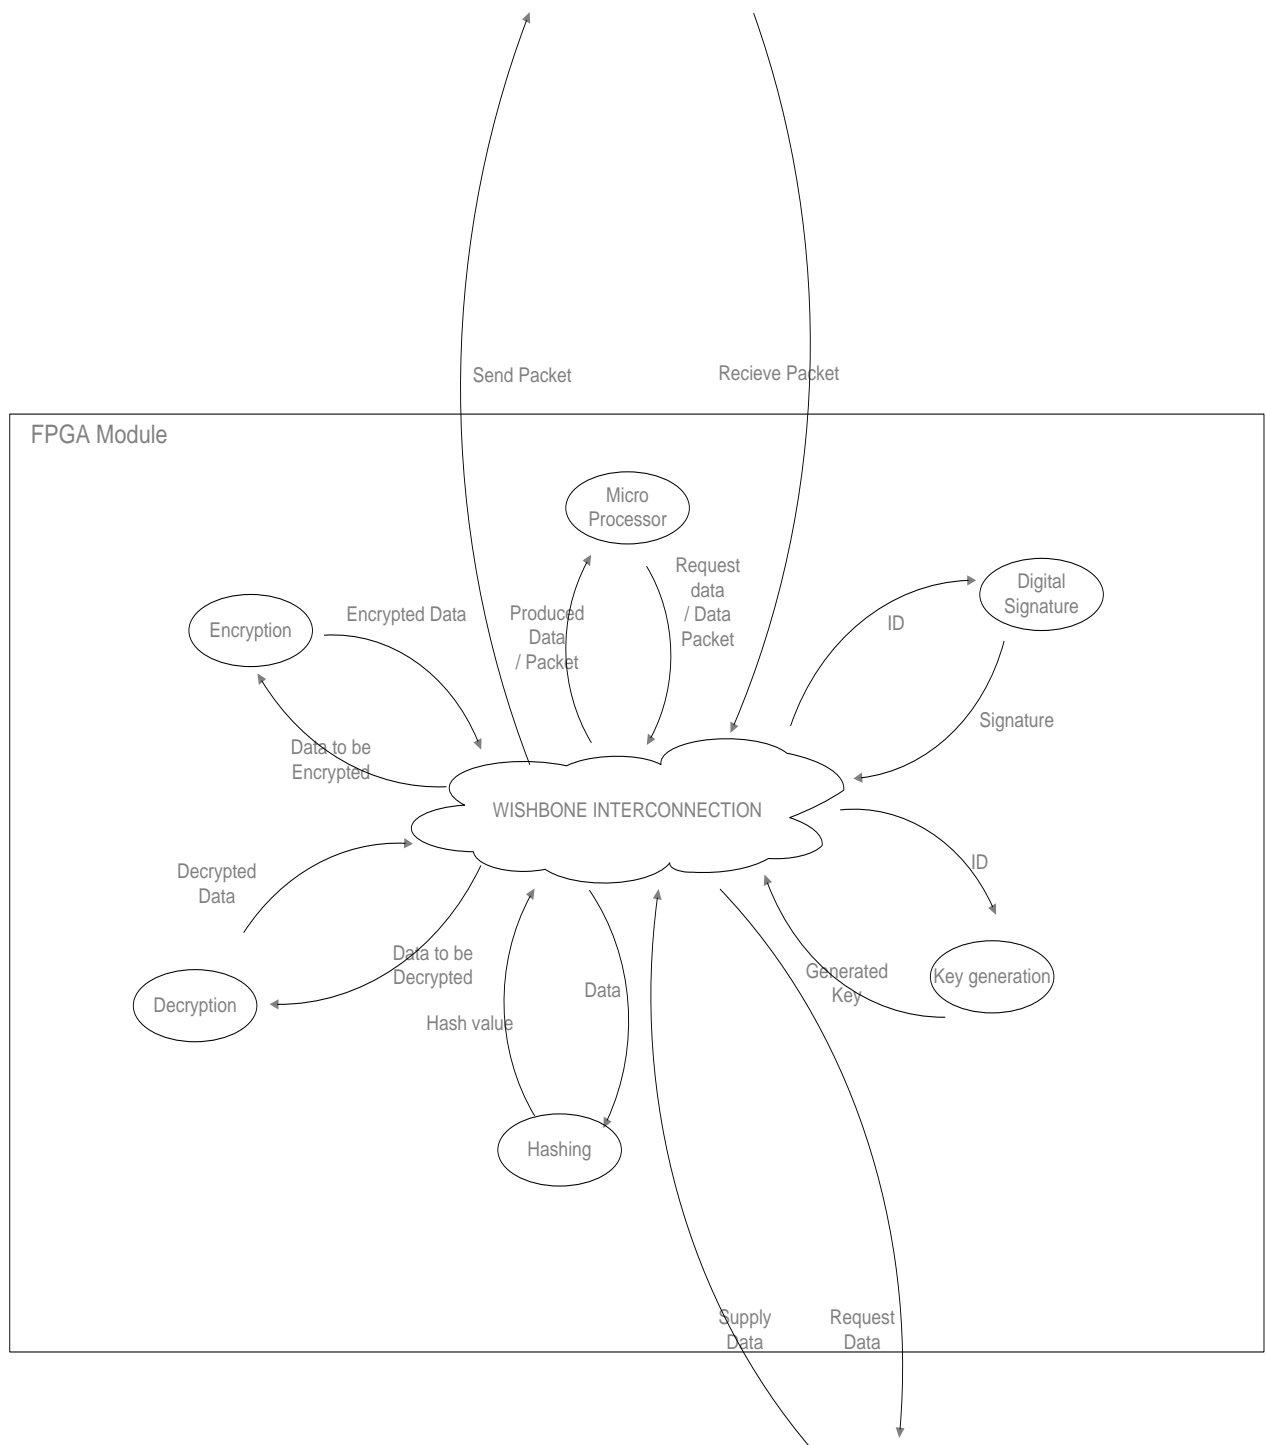 Send Packet
Recieve Packet
FPGA Module
Micro
Processor
Request
data
/ Data
Packet
Digital
Signature
Encryption
Encrypted Data
Produced
Data
/ Packet
ID
Signature
Data to be
Encrypted
WISHBONE INTERCONNECTION
Decrypted
Data
ID
Data to be
Decrypted
Generated
Key
Key generation
Decryption
Data
Hash value
Hashing
Supply
Data
Request
Data